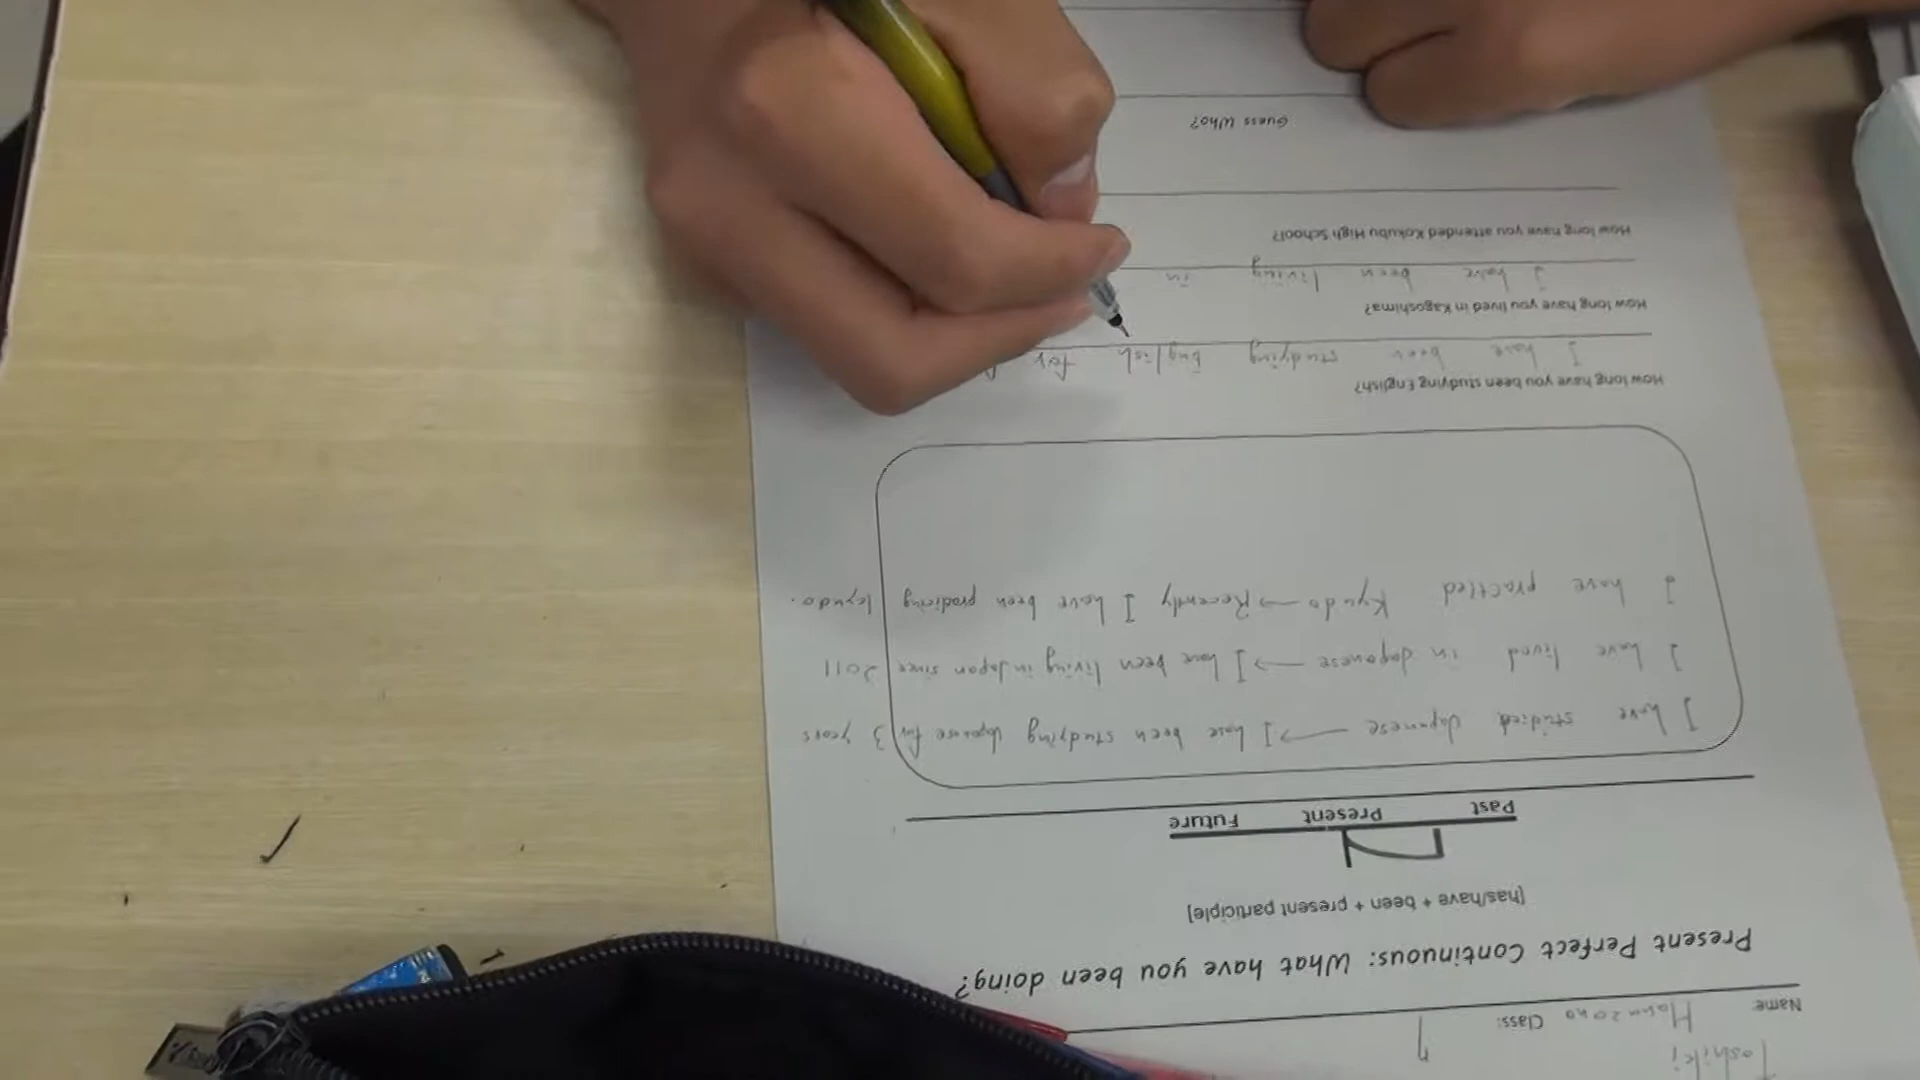 Toshiki
Name: Hanazono Class: 7
Present Perfect Continuous: What have you been doing?
[has/have + been + present participle]
Past Present Future
I have studied Japanese → I have been studying Japanese for 3 years
I have lived in Japanese → I have been living in Japan since 2011
I have practied Kyudo → Recently I have been practicing kyudo.
How long have you been studying English?
I have been studying English for
How long have you lived in Kagoshima?
I have been living in
How long have you attended Kokubu High School?
Guess Who?